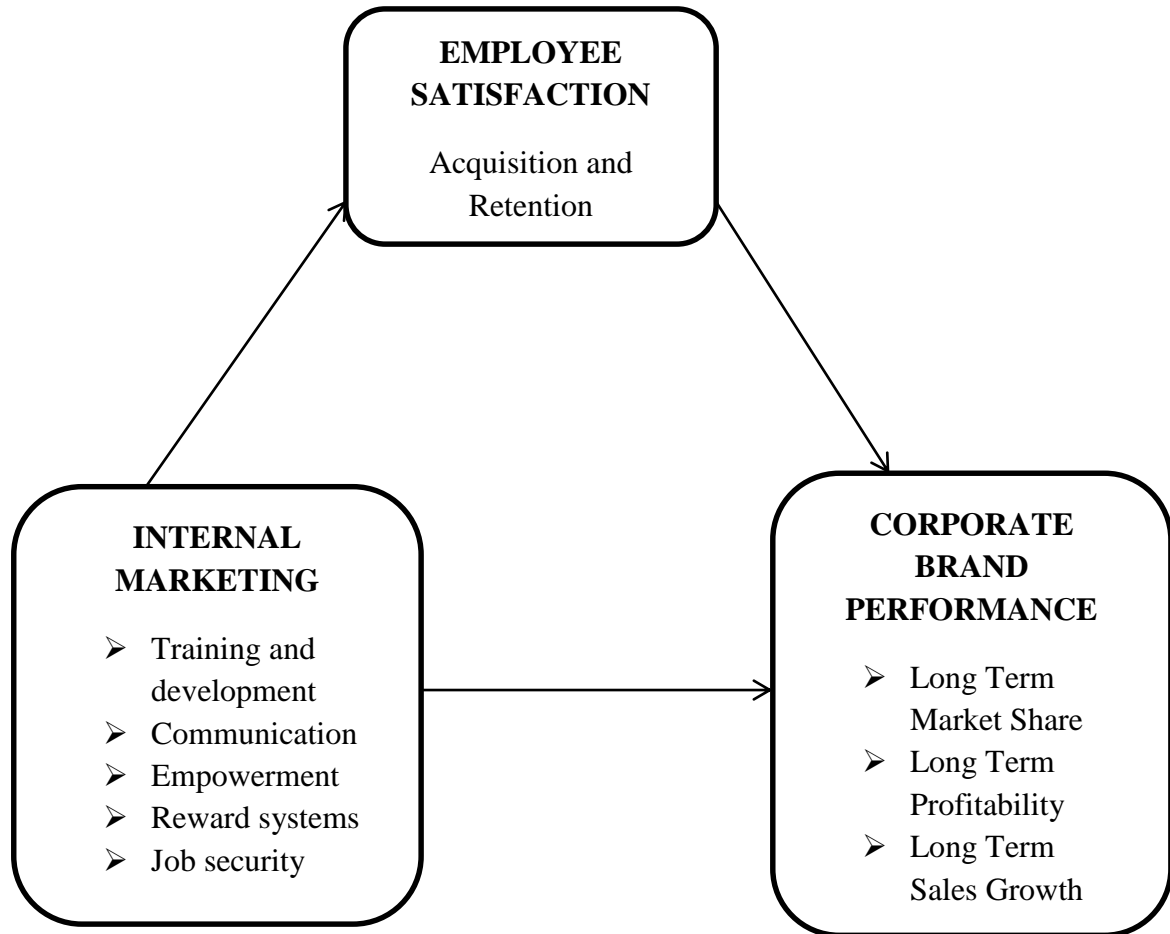 EMPLOYEE
SATISFACTION
Acquisition and
Retention
INTERNAL
MARKETING
➢ Training and
development
➢ Communication
➢ Empowerment
➢ Reward systems
➢ Job security
CORPORATE
BRAND
PERFORMANCE
➢ Long Term
Market Share
➢ Long Term
Profitability
➢ Long Term
Sales Growth